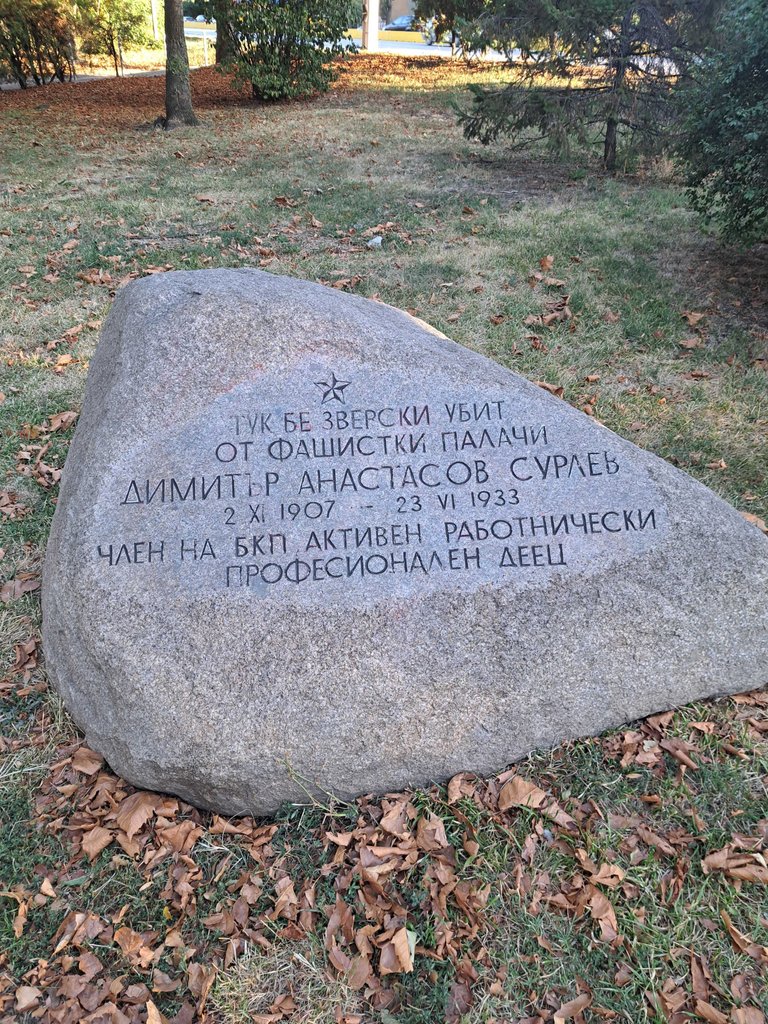 ТУК БЕ ЗВЕРСКИ УБИТ
ОТ ФАШИСТКИ ПАЛАЧИ
ДИМИТЪР АНАСТАСОВ СУРЛЕВ
2 XI 1907 - 23 VI 1933
ЧЛЕН НА БКП АКТИВЕН РАБОТНИЧЕСКИ
ПРОФЕСИОНАЛЕН ДЕЕЦ